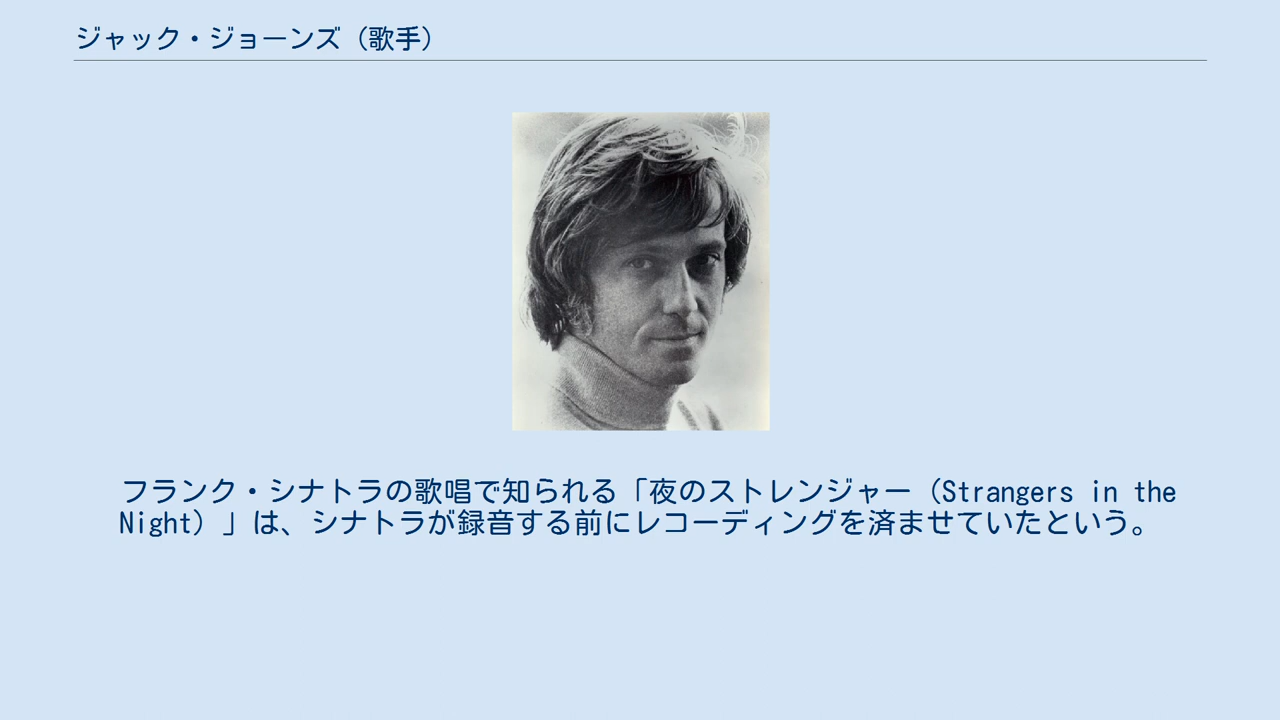 ジャック・ジョーンズ（歌手）
フランク・シナトラの歌唱で知られる「夜のストレンジャー（Strangers in the
Night）」は、シナトラが録音する前にレコーディングを済ませていたという。